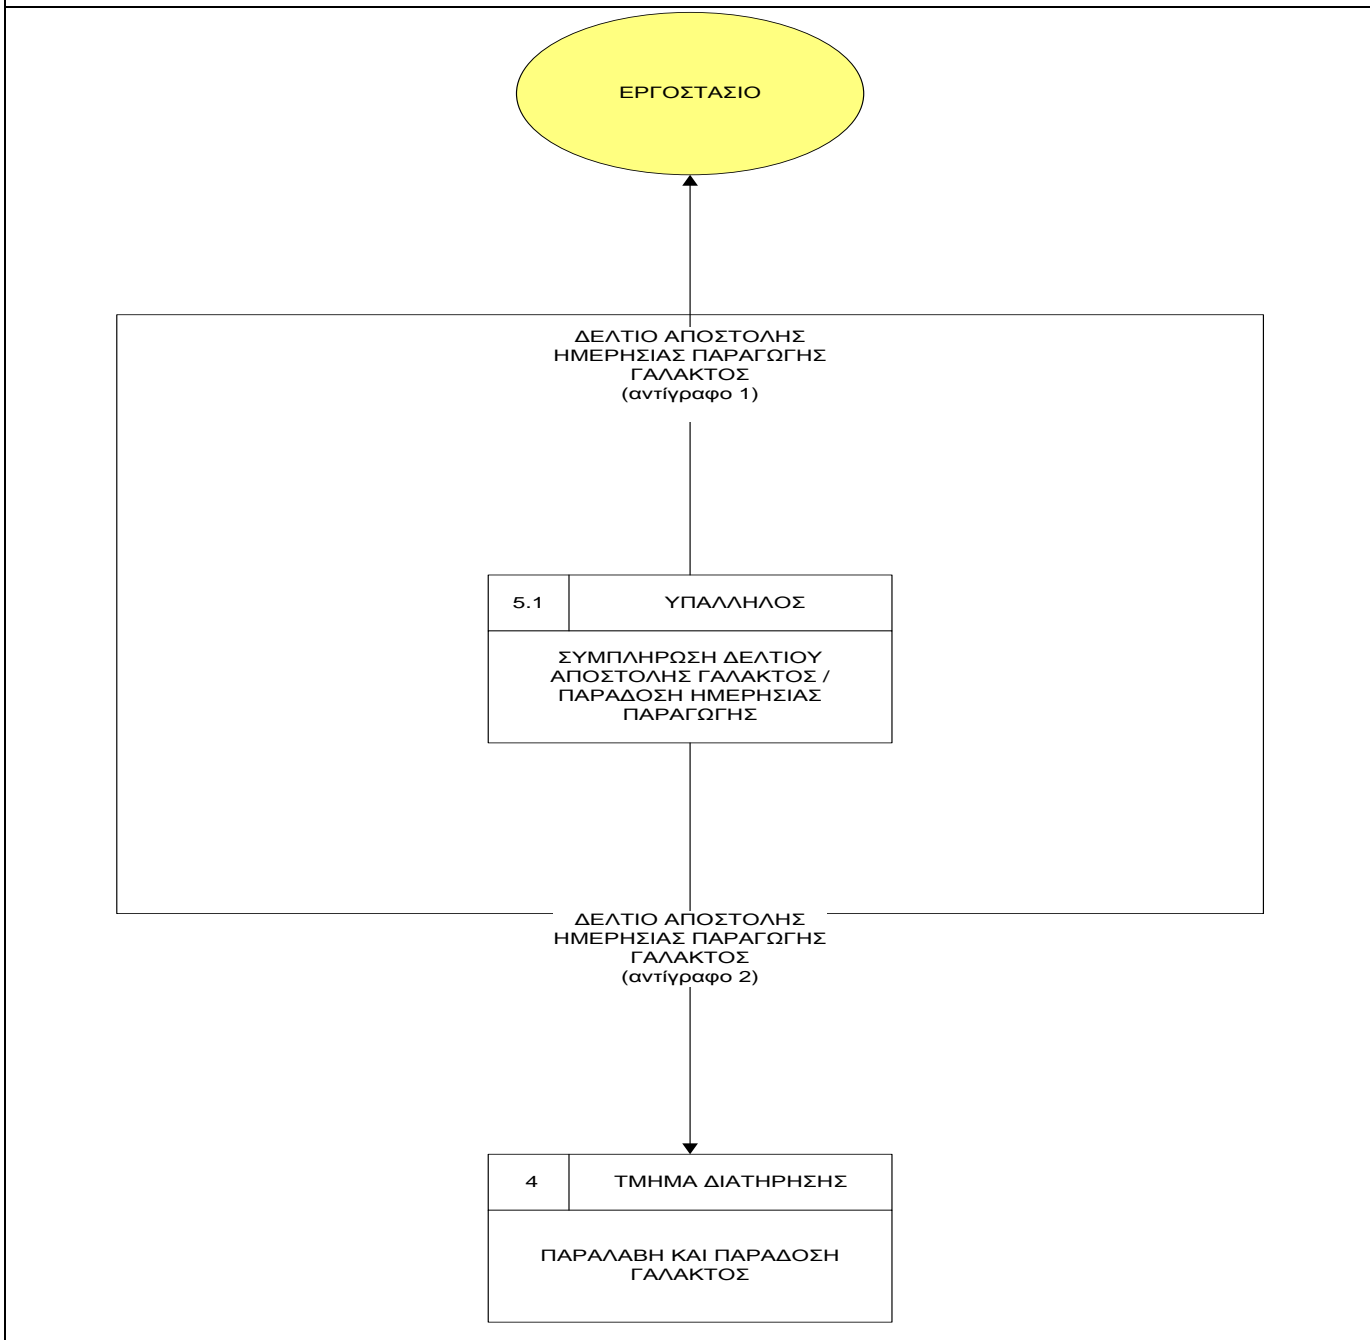 ΕΡΓΟΣΤΑΣΙΟ
ΔΕΛΤΙΟ ΑΠΟΣΤΟΛΗΣ
ΗΜΕΡΗΣΙΑΣ ΠΑΡΑΓΩΓΗΣ
ΓΑΛΑΚΤΟΣ
(αντίγραφο 1)
5.1 ΥΠΑΛΛΗΛΟΣ
ΣΥΜΠΛΗΡΩΣΗ ΔΕΛΤΙΟΥ
ΑΠΟΣΤΟΛΗΣ ΓΑΛΑΚΤΟΣ /
ΠΑΡΑΔΟΣΗ ΗΜΕΡΗΣΙΑΣ
ΠΑΡΑΓΩΓΗΣ
ΔΕΛΤΙΟ ΑΠΟΣΤΟΛΗΣ
ΗΜΕΡΗΣΙΑΣ ΠΑΡΑΓΩΓΗΣ
ΓΑΛΑΚΤΟΣ
(αντίγραφο 2)
4 ΤΜΗΜΑ ΔΙΑΤΗΡΗΣΗΣ
ΠΑΡΑΛΑΒΗ ΚΑΙ ΠΑΡΑΔΟΣΗ
ΓΑΛΑΚΤΟΣ